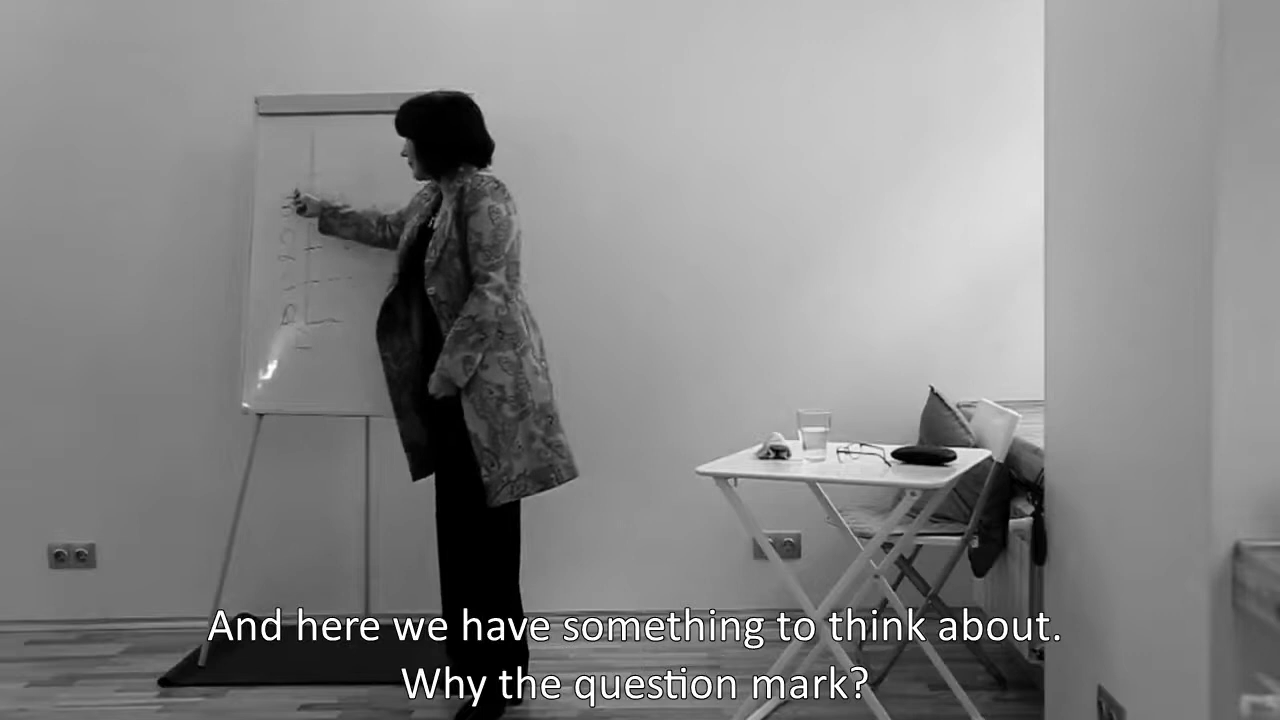 And here we have something to think about.
Why the question mark?